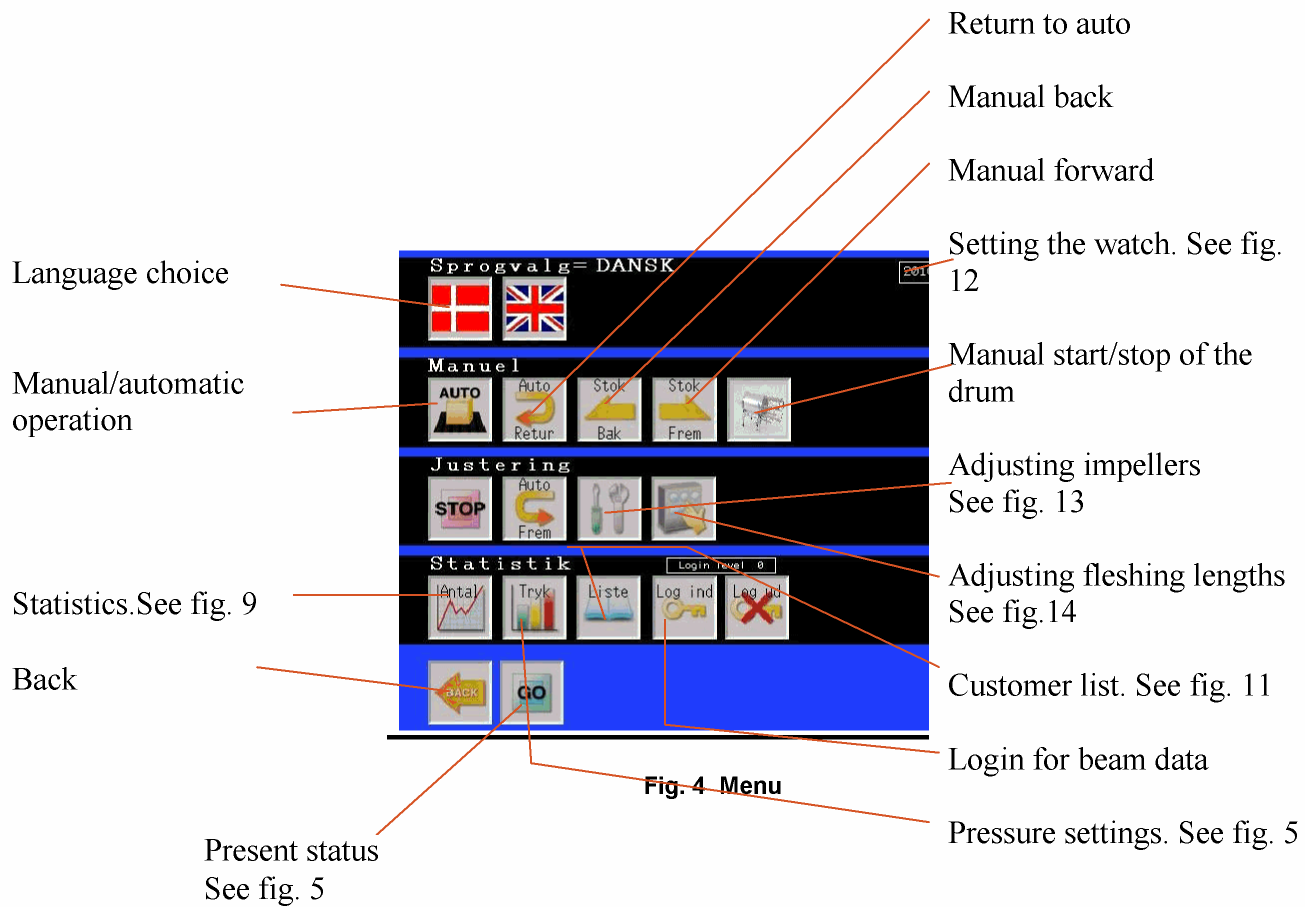 Return to auto
Manual back
Manual forward
Setting the watch. See fig.
12
Manual start/stop of the
drum
Adjusting impellers
See fig. 13
Adjusting fleshing lengths
See fig.14
Customer list. See fig. 11
Login for beam data
Pressure settings. See fig. 5
Language choice
Manual/automatic
operation
Statistics.See fig. 9
Back
Present status
See fig. 5
Sprogvalg= DANSK
Manuel
AUTO
Auto
Retur
Stok
Bak
Stok
Frem
Justering
STOP
Auto
Frem
Statistik
Login level 0
Antal
Tryk
Liste
Log ind
Log ud
BACK
GO
Fig. 4 Menu